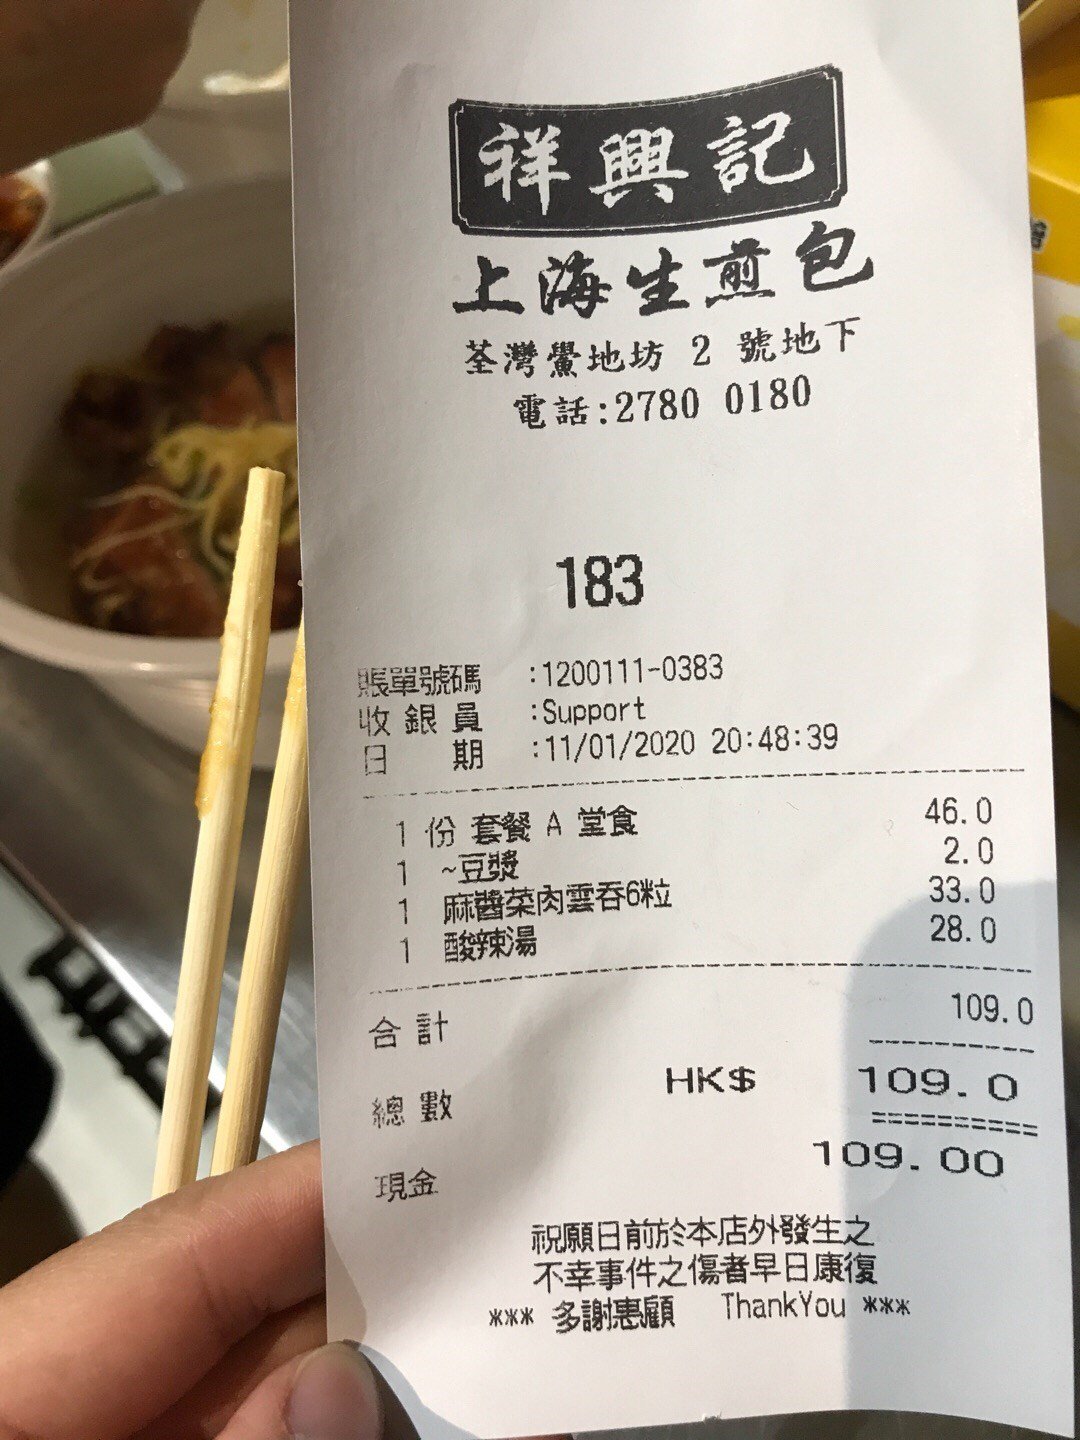 祥興記
上海生煎包
荃灣鱟地坊 2 號地下
電話:2780 0180
183
賬單號碼 :1200111-0383
收銀員 :Support
日期 :11/01/2020 20:48:39
1 份 套餐 A 堂食 46.0
1 ~豆漿 2.0
1 麻醬菜肉雲吞6粒 33.0
1 酸辣湯 28.0
合計 109.0
總數 HK$ 109.0
現金 109.00
祝願日前於本店外發生之
不幸事件之傷者早日康復
*** 多謝惠顧 ThankYou ***